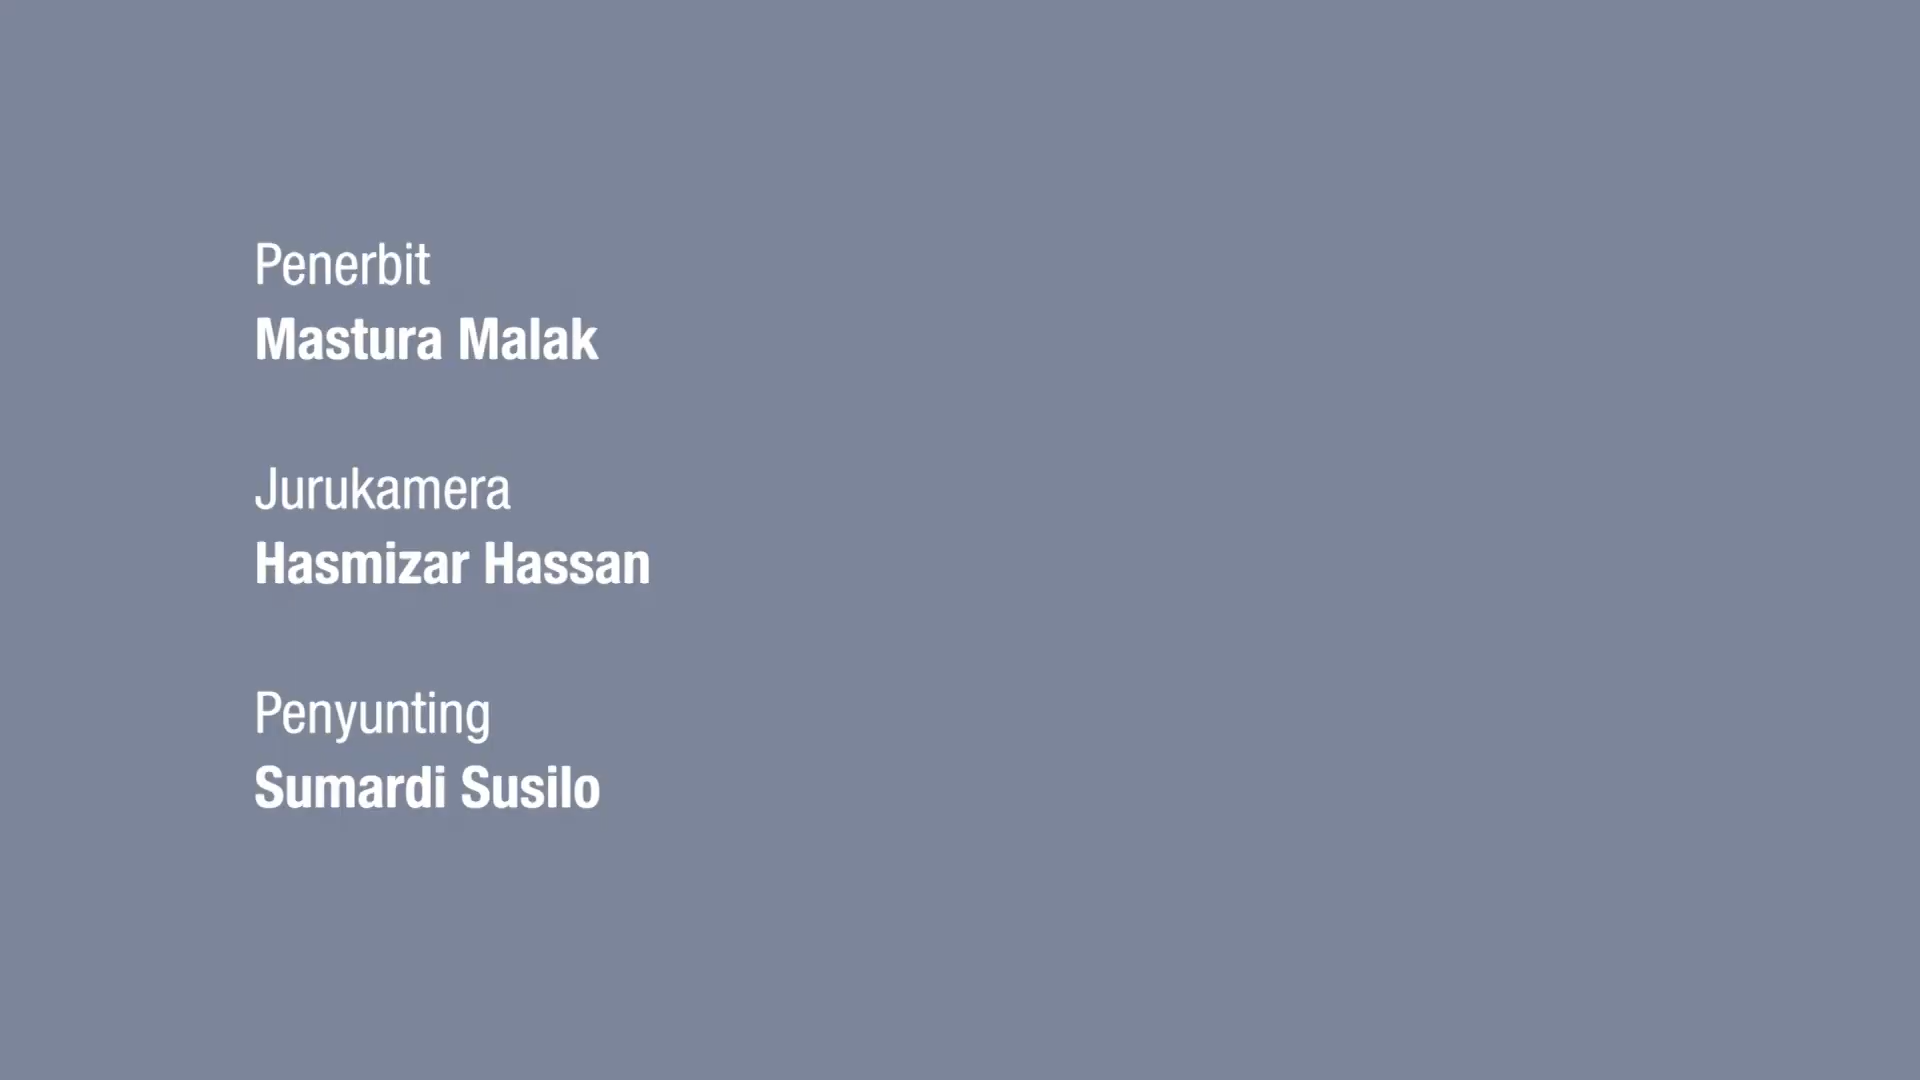 Penerbit
Mastura Malak
Jurukamera
Hasmizar Hassan
Penyunting
Sumardi Susilo